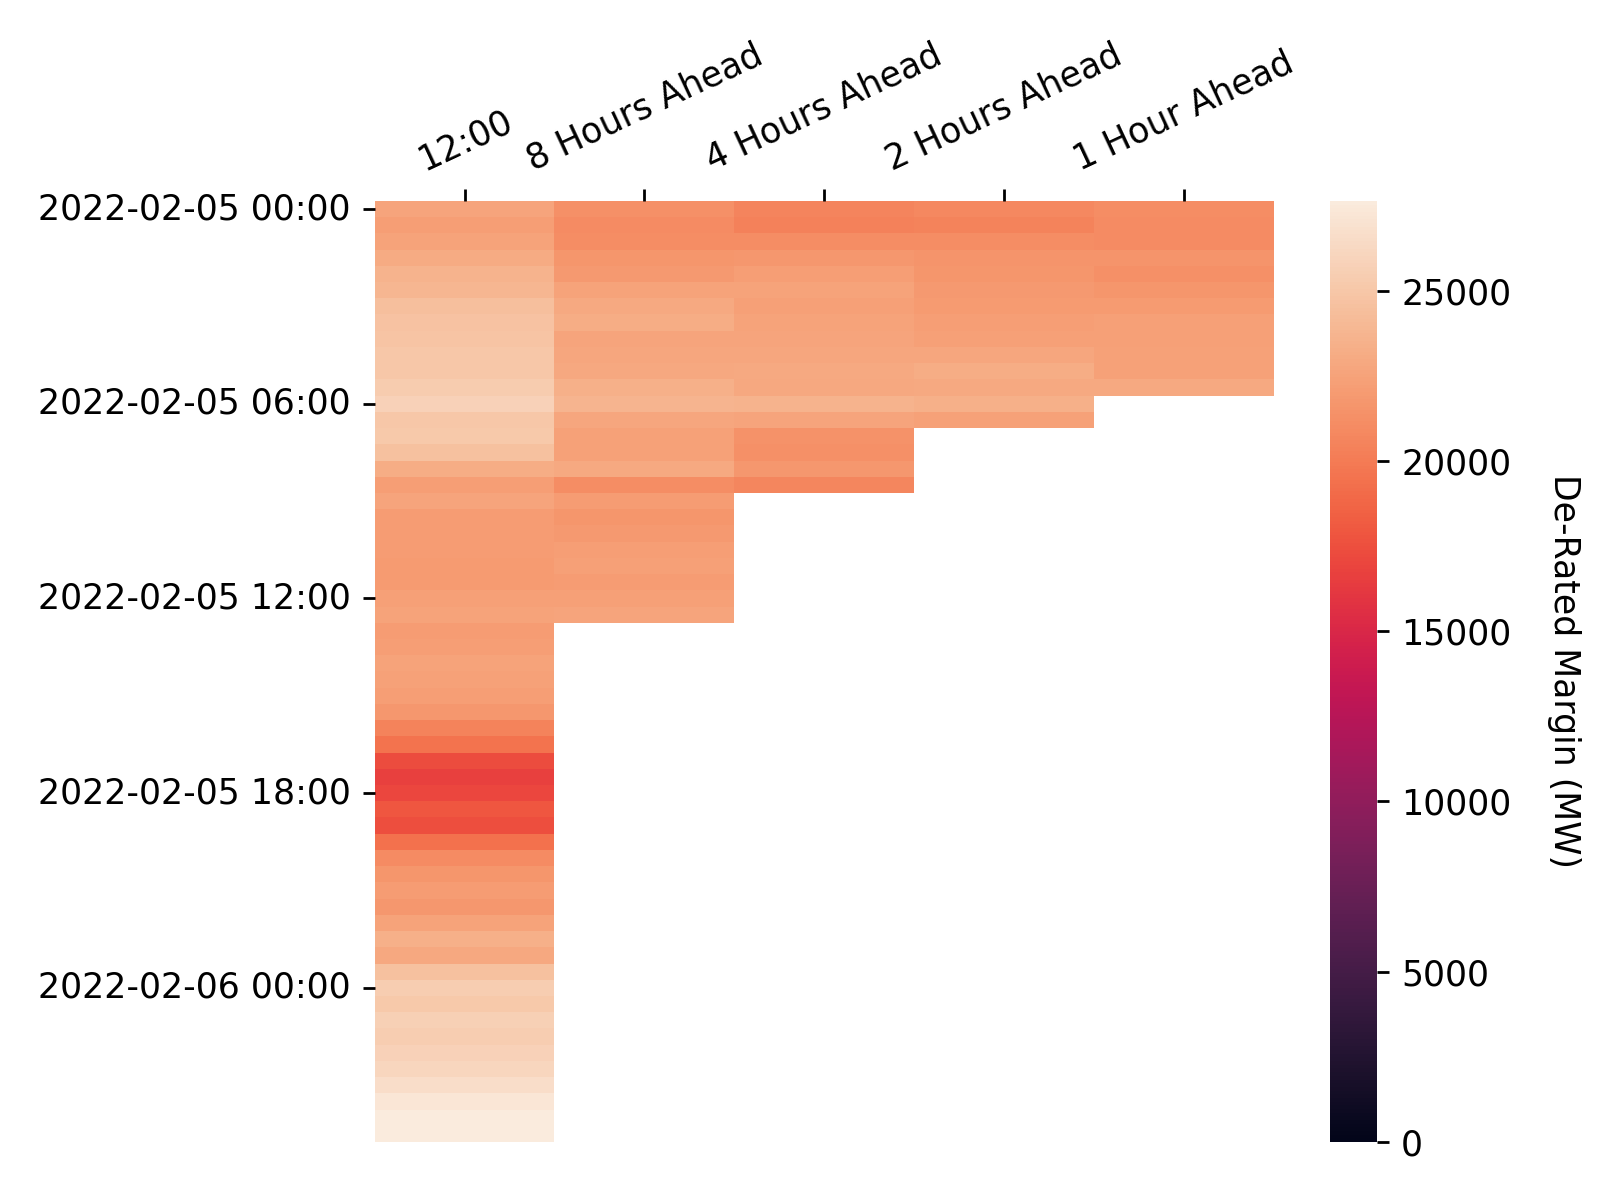 12:00
8 Hours Ahead
4 Hours Ahead
2 Hours Ahead
1 Hour Ahead
2022-02-05 00:00
2022-02-05 06:00
2022-02-05 12:00
2022-02-05 18:00
2022-02-06 00:00
25000
20000
15000
10000
5000
0
De-Rated Margin (MW)